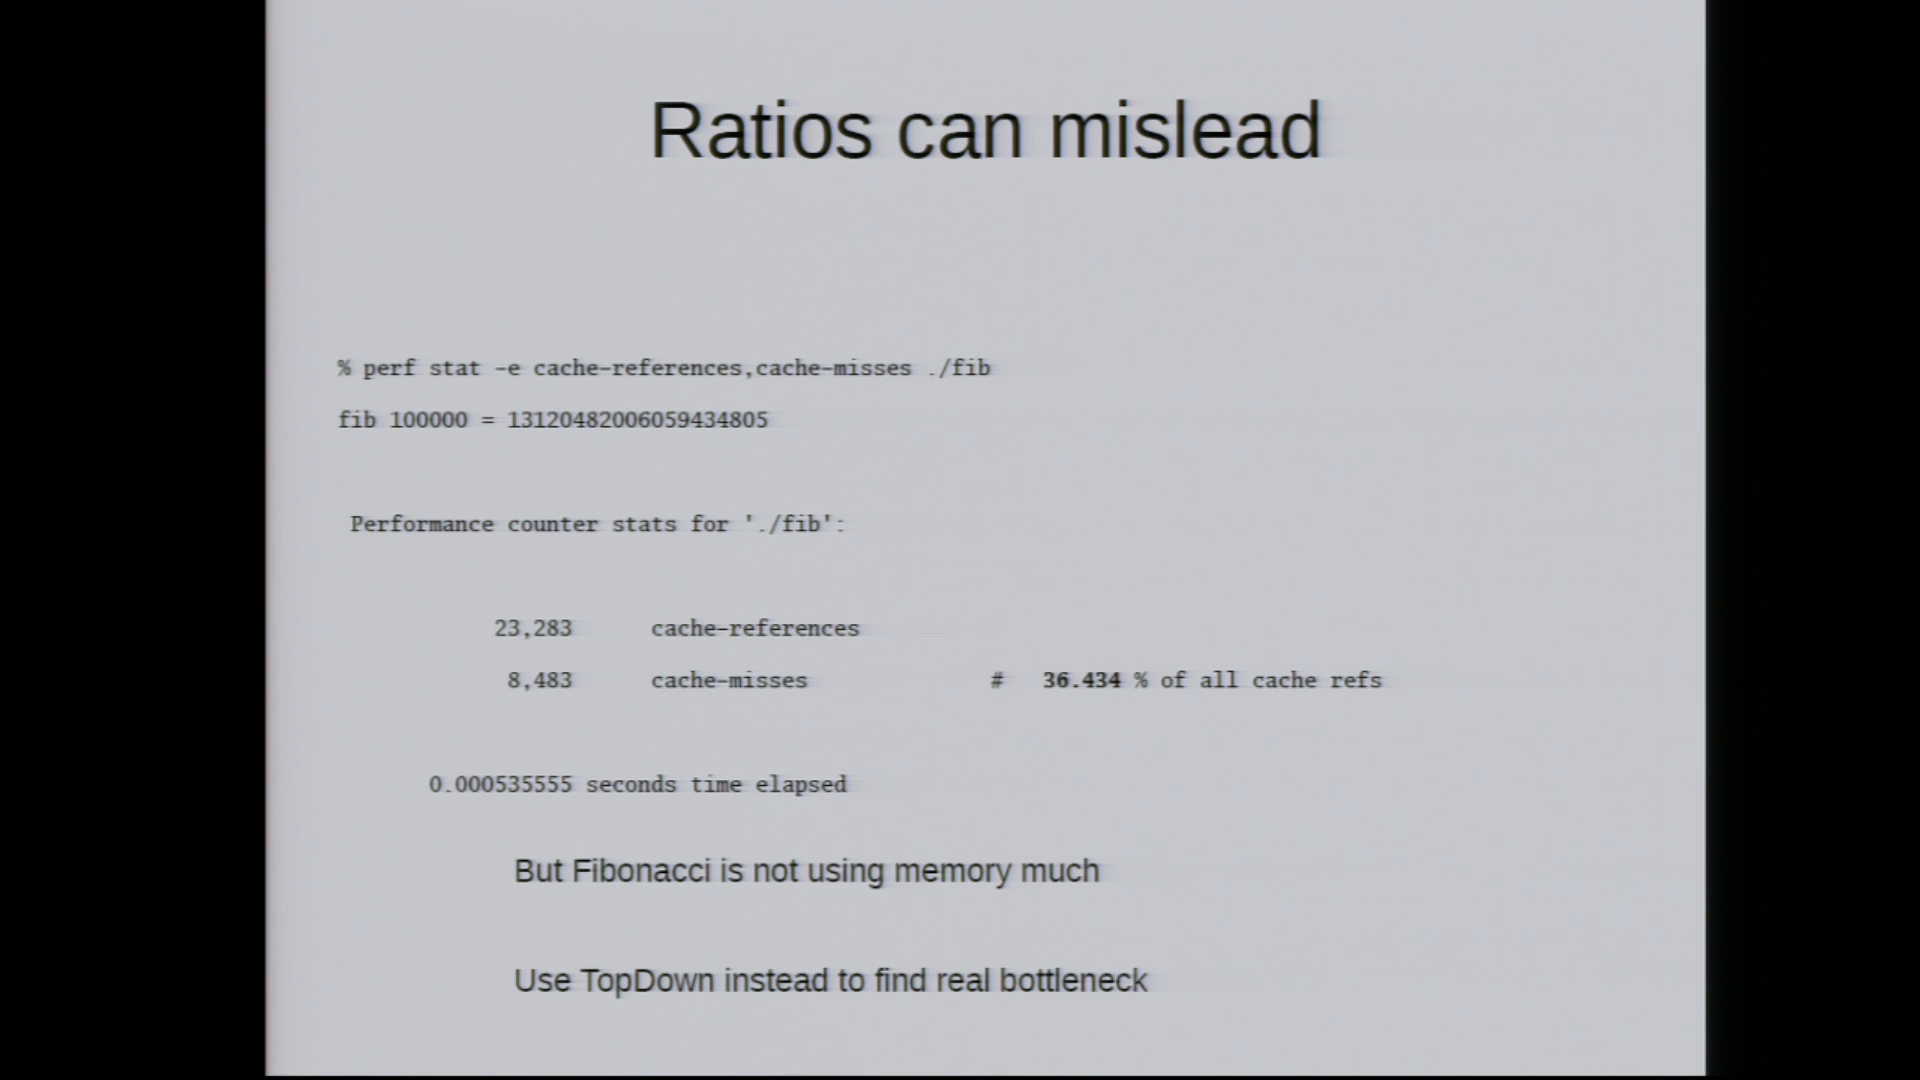 Ratios can mislead
% perf stat -e cache-references,cache-misses ./fib
fib 100000 = 13120482006059434805
Performance counter stats for './fib':
23,283 cache-references
8,483 cache-misses # 36.434 % of all cache refs
0.000535555 seconds time elapsed
But Fibonacci is not using memory much
Use TopDown instead to find real bottleneck